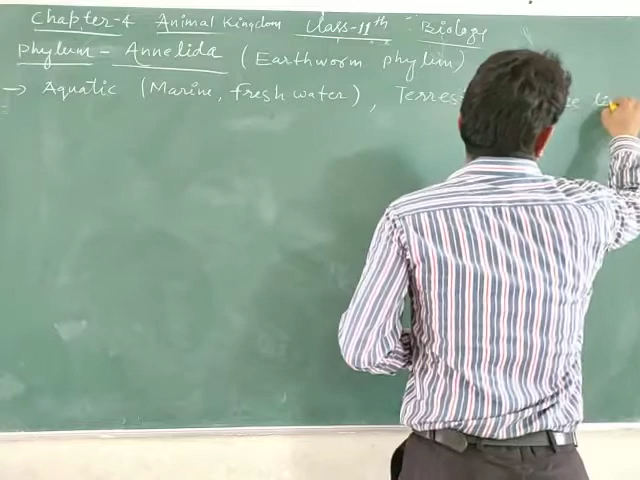 Chapter-4 Animal Kingdom Class-11th Biology
Phylum - Annelida (Earthworm phylum)
→ Aquatic (Marine, fresh water), Terres